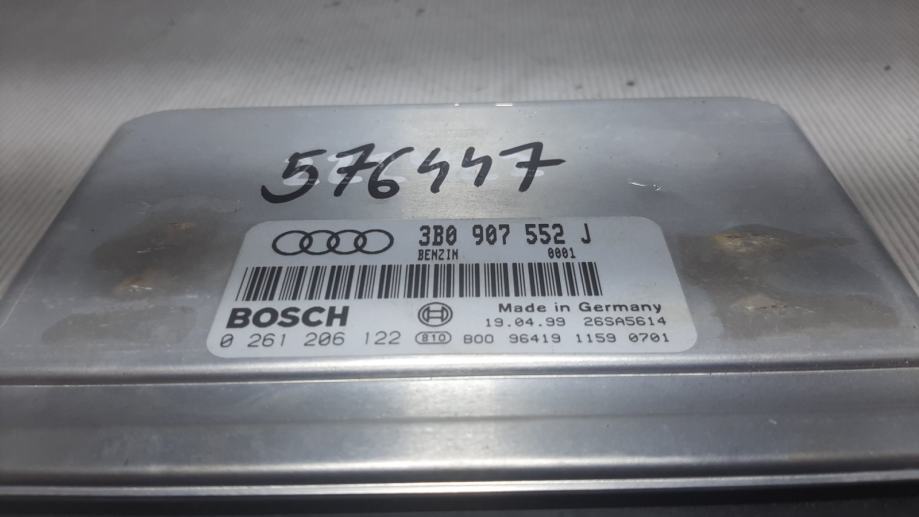 576447
3B0 907 552 J
BENZIN 0001
BOSCH Made in Germany
19.04.99 26SA5614
0 261 206 122 810 B00 96419 1159 0701